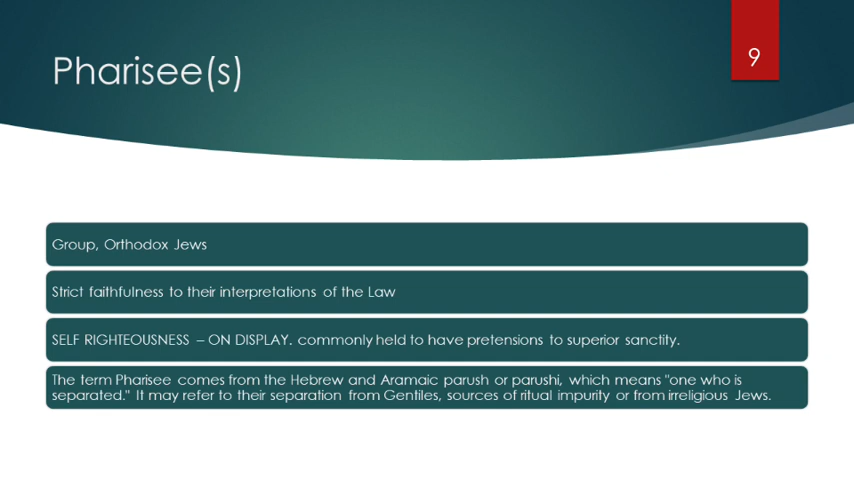 Pharisee(s)
9
Group, Orthodox Jews
Strict faithfulness to their interpretations of the Law
SELF RIGHTEOUSNESS – ON DISPLAY. commonly held to have pretensions to superior sanctity.
The term Pharisee comes from the Hebrew and Aramaic parush or parushi, which means "one who is
separated." It may refer to their separation from Gentiles, sources of ritual impurity or from irreligious Jews.